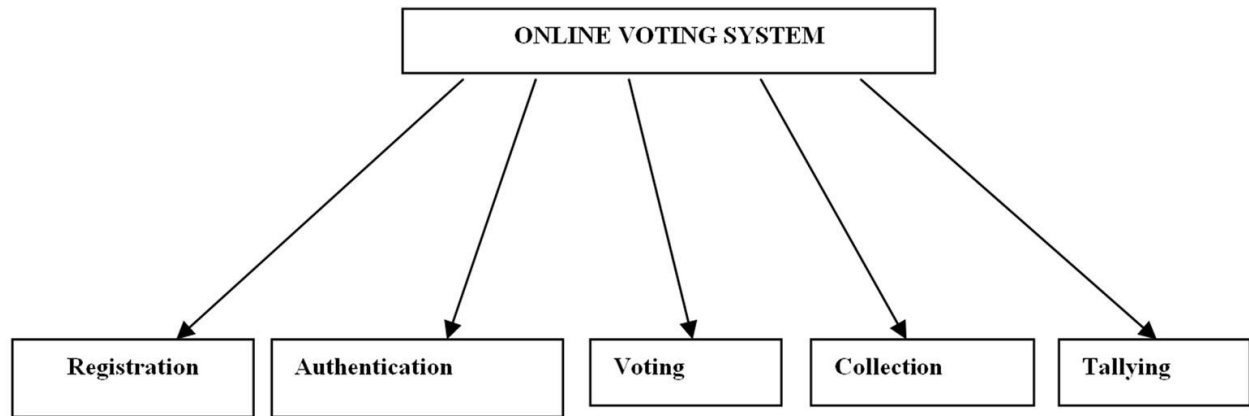 ONLINE VOTING SYSTEM
Registration
Authentication
Voting
Collection
Tallying